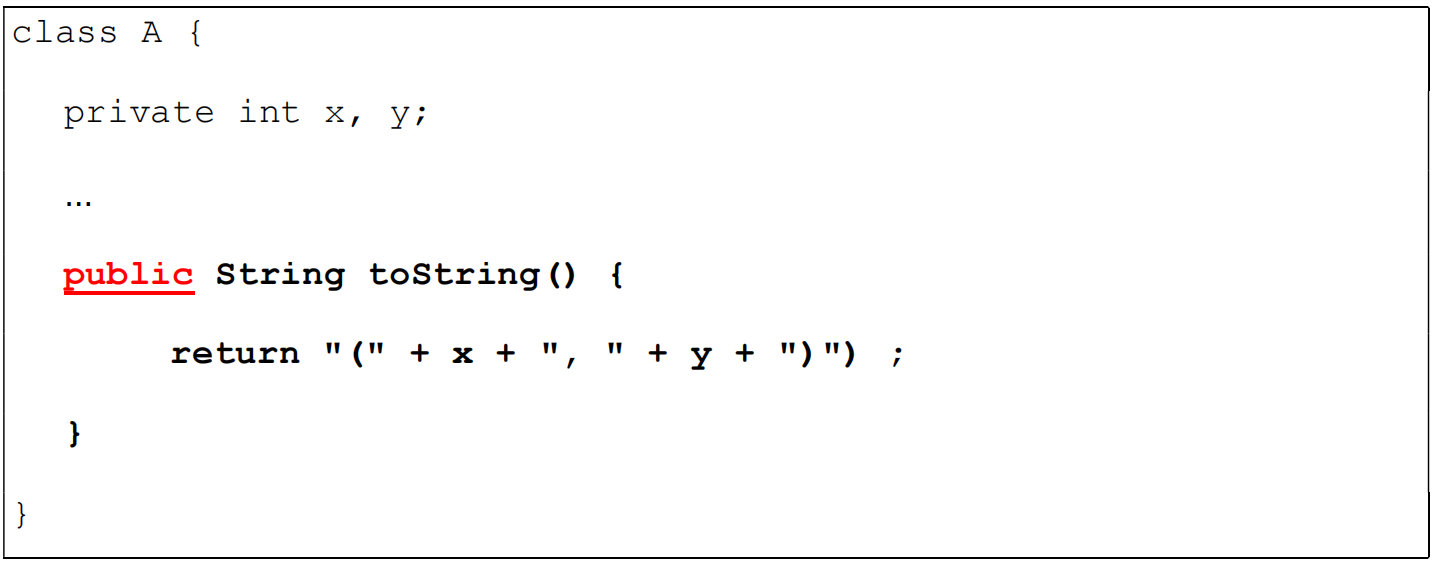 class A {
private int x, y;
...
public String toString() {
return "(" + x + ", " + y + ")") ;
}
}